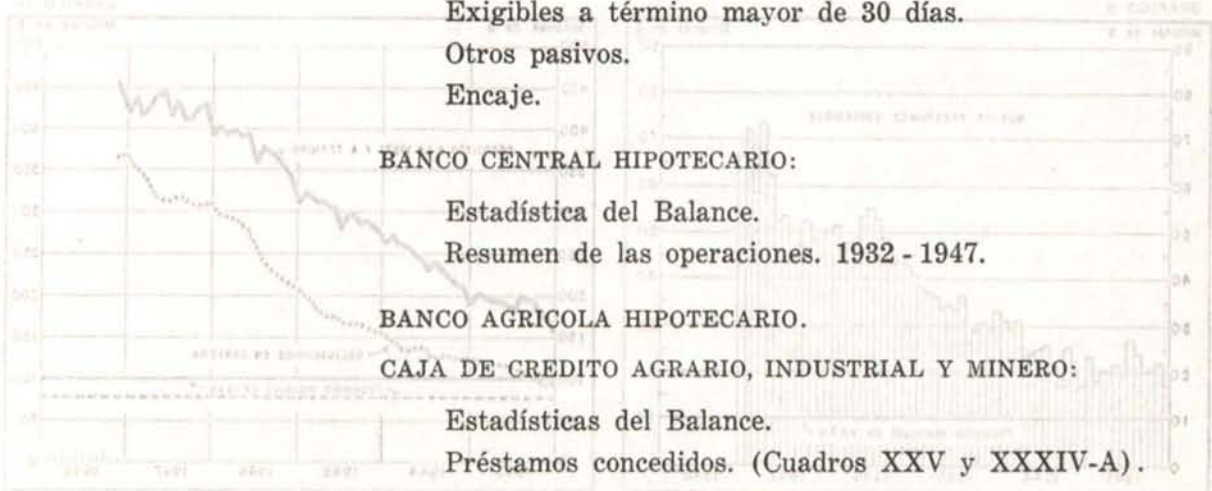 Exigibles a término mayor de 30 días.
Otros pasivos.
Encaje.
BANCO CENTRAL HIPOTECARIO:
Estadística del Balance.
Resumen de las operaciones. 1932 - 1947.
BANCO AGRICOLA HIPOTECARIO.
CAJA DE CREDITO AGRARIO, INDUSTRIAL Y MINERO:
Estadísticas del Balance.
Préstamos concedidos. (Cuadros XXV y XXXIV-A).